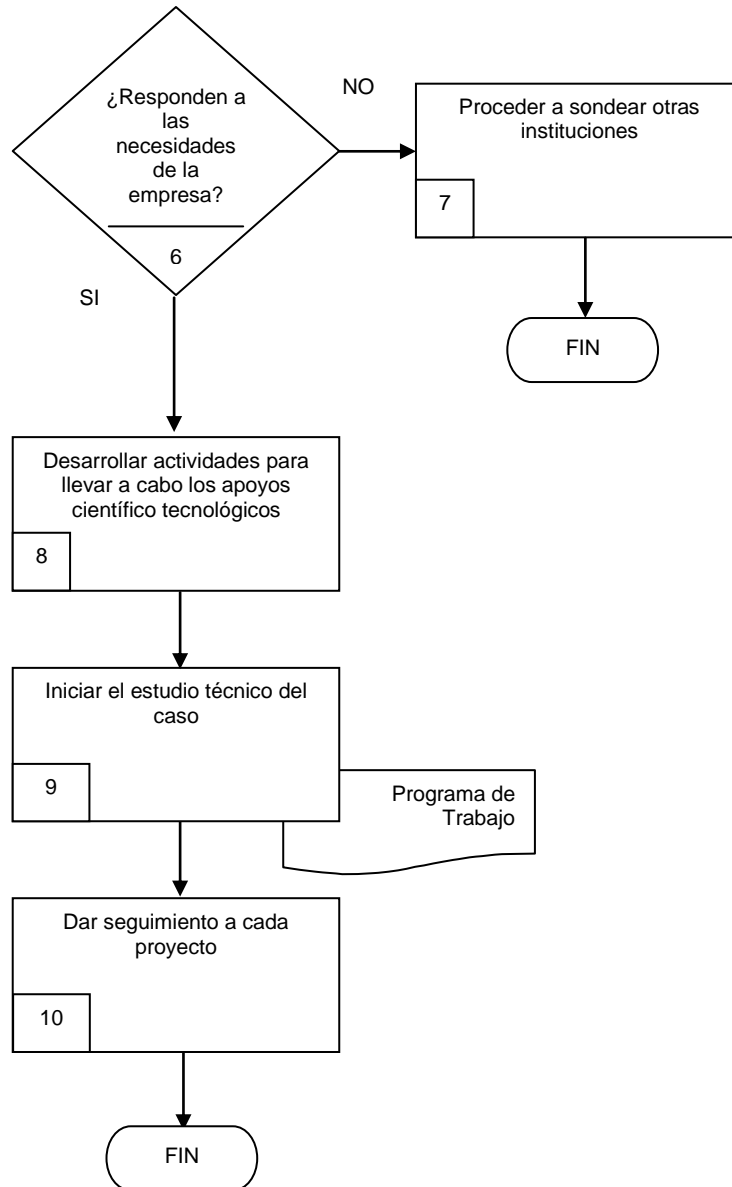 ¿Responden a
las
necesidades
de la
empresa?
6
NO
SI
Proceder a sondear otras
instituciones
7
FIN
Desarrollar actividades para
llevar a cabo los apoyos
científico tecnológicos
8
Iniciar el estudio técnico del
caso
9
Programa de
Trabajo
Dar seguimiento a cada
proyecto
10
FIN